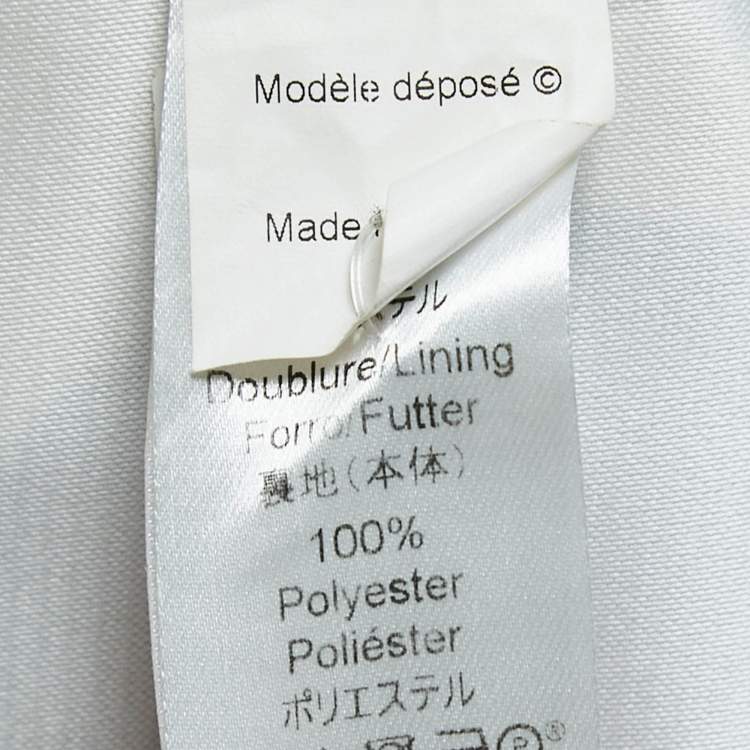 Modèle déposé ©
Made
ステル
Doublure/Lining
Forro/Futter
裏地(本体)
100%
Polyester
Poliéster
ポリエステル